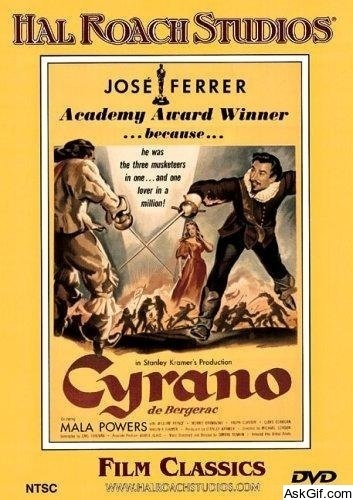 HAL ROACH STUDIOS®
JOSÉ FERRER
Academy Award Winner
...because...
he was
the three musketeers
in one...and one
lover in a
million!
in Stanley Kramer's Production
Cyrano
de Bergerac
MALA POWERS
FILM CLASSICS
NTSC
WWW.HALROACHSTUDIOS.COM
DVD
AskGif.com